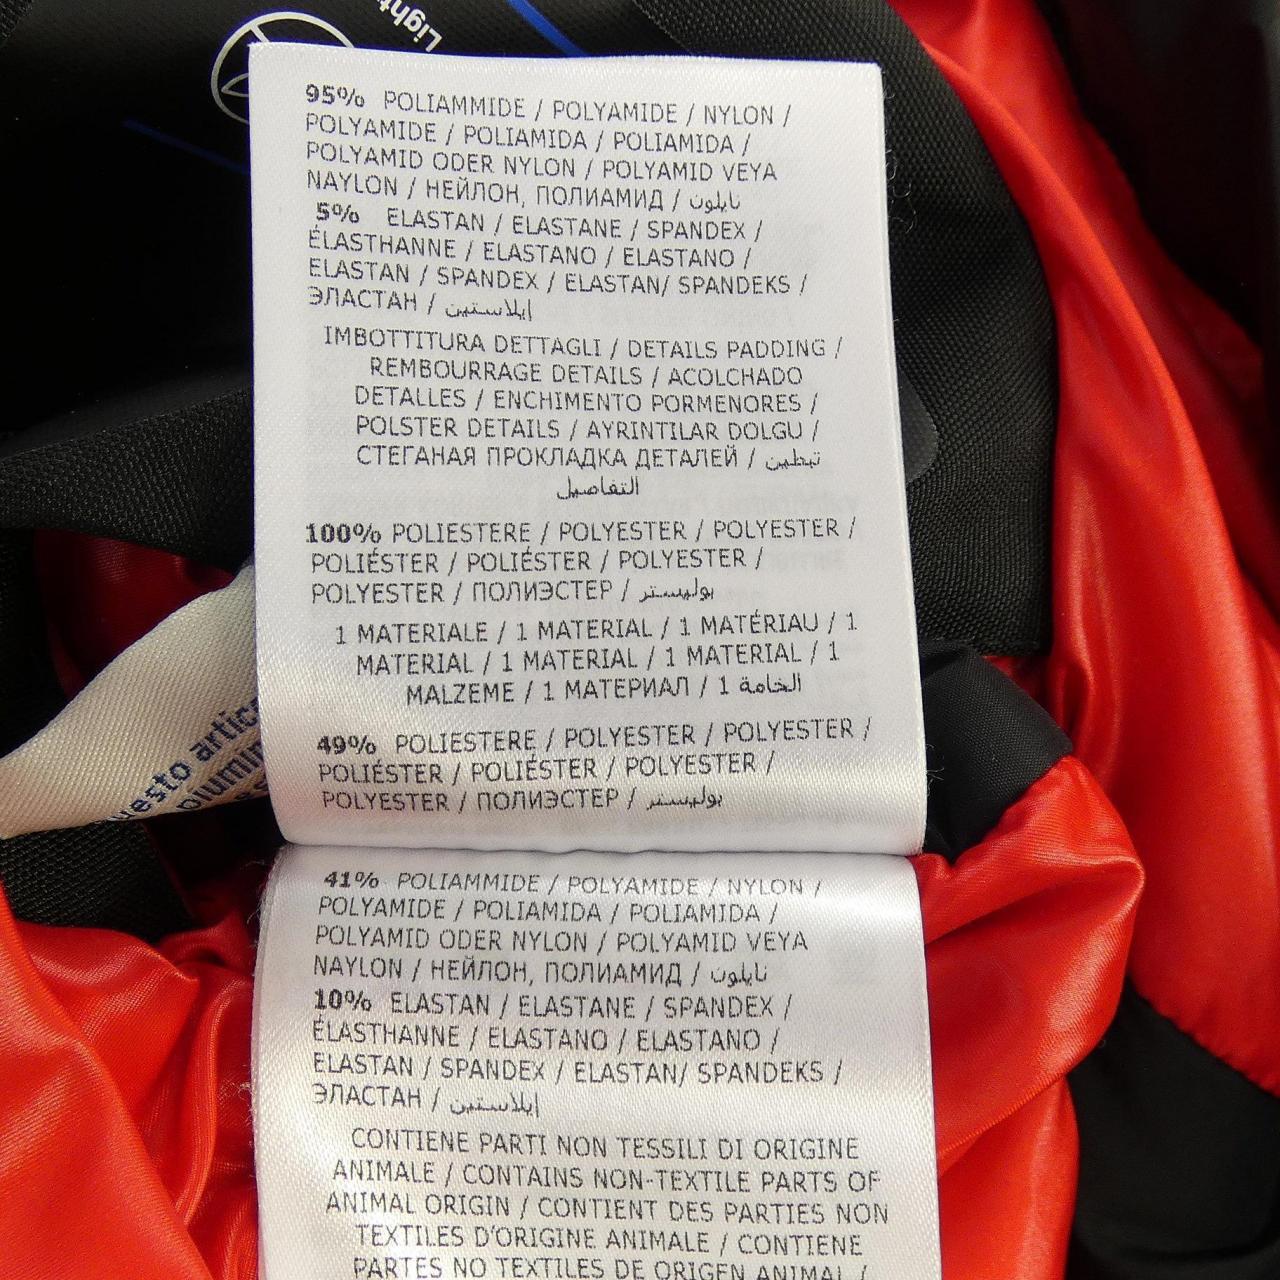 Light
95% POLIAMMIDE / POLYAMIDE / NYLON /
POLYAMIDE / POLIAMIDA / POLIAMIDA /
POLYAMID ODER NYLON / POLYAMID VEYA
NAYLON / НЕЙЛОН, ПОЛИАМИД / نايلون
5% ELASTAN / ELASTANE / SPANDEX /
ÉLASTHANNE / ELASTANO / ELASTANO /
ELASTAN / SPANDEX / ELASTAN/ SPANDEKS /
ЭЛАСТАН / ايلاستين
IMBOTTITURA DETTAGLI / DETAILS PADDING /
REMBOURRAGE DETAILS / ACOLCHADO
DETALLES / ENCHIMENTO PORMENORES /
POLSTER DETAILS / AYRINTILAR DOLGU /
СТЕГАНАЯ ПРОКЛАДКА ДЕТАЛЕЙ / تبطين
التفاصيل
100% POLIESTERE / POLYESTER / POLYESTER /
POLIÉSTER / POLIÉSTER / POLYESTER /
POLYESTER / ПОЛИЭСТЕР / بوليستر
1 MATERIALE / 1 MATERIAL / 1 MATÉRIAU / 1
MATERIAL / 1 MATERIAL / 1 MATERIAL / 1
MALZEME / 1 МАТЕРИАЛ / 1 الخامة
49% POLIESTERE / POLYESTER / POLYESTER /
POLIÉSTER / POLIÉSTER / POLYESTER /
POLYESTER / ПОЛИЭСТЕР / بوليستر
uesto artic
41% POLIAMMIDE / POLYAMIDE / NYLON /
POLYAMIDE / POLIAMIDA / POLIAMIDA /
POLYAMID ODER NYLON / POLYAMID VEYA
NAYLON / НЕЙЛОН, ПОЛИАМИД / نايلون
10% ELASTAN / ELASTANE / SPANDEX /
ÉLASTHANNE / ELASTANO / ELASTANO /
ELASTAN / SPANDEX / ELASTAN/ SPANDEKS /
ЭЛАСТАН / ايلاستين
CONTIENE PARTI NON TESSILI DI ORIGINE
ANIMALE / CONTAINS NON-TEXTILE PARTS OF
ANIMAL ORIGIN / CONTIENT DES PARTIES NON
TEXTILES D'ORIGINE ANIMALE / CONTIENE
PARTES NO TEXTILES DE ORIGEN ANIMAL /